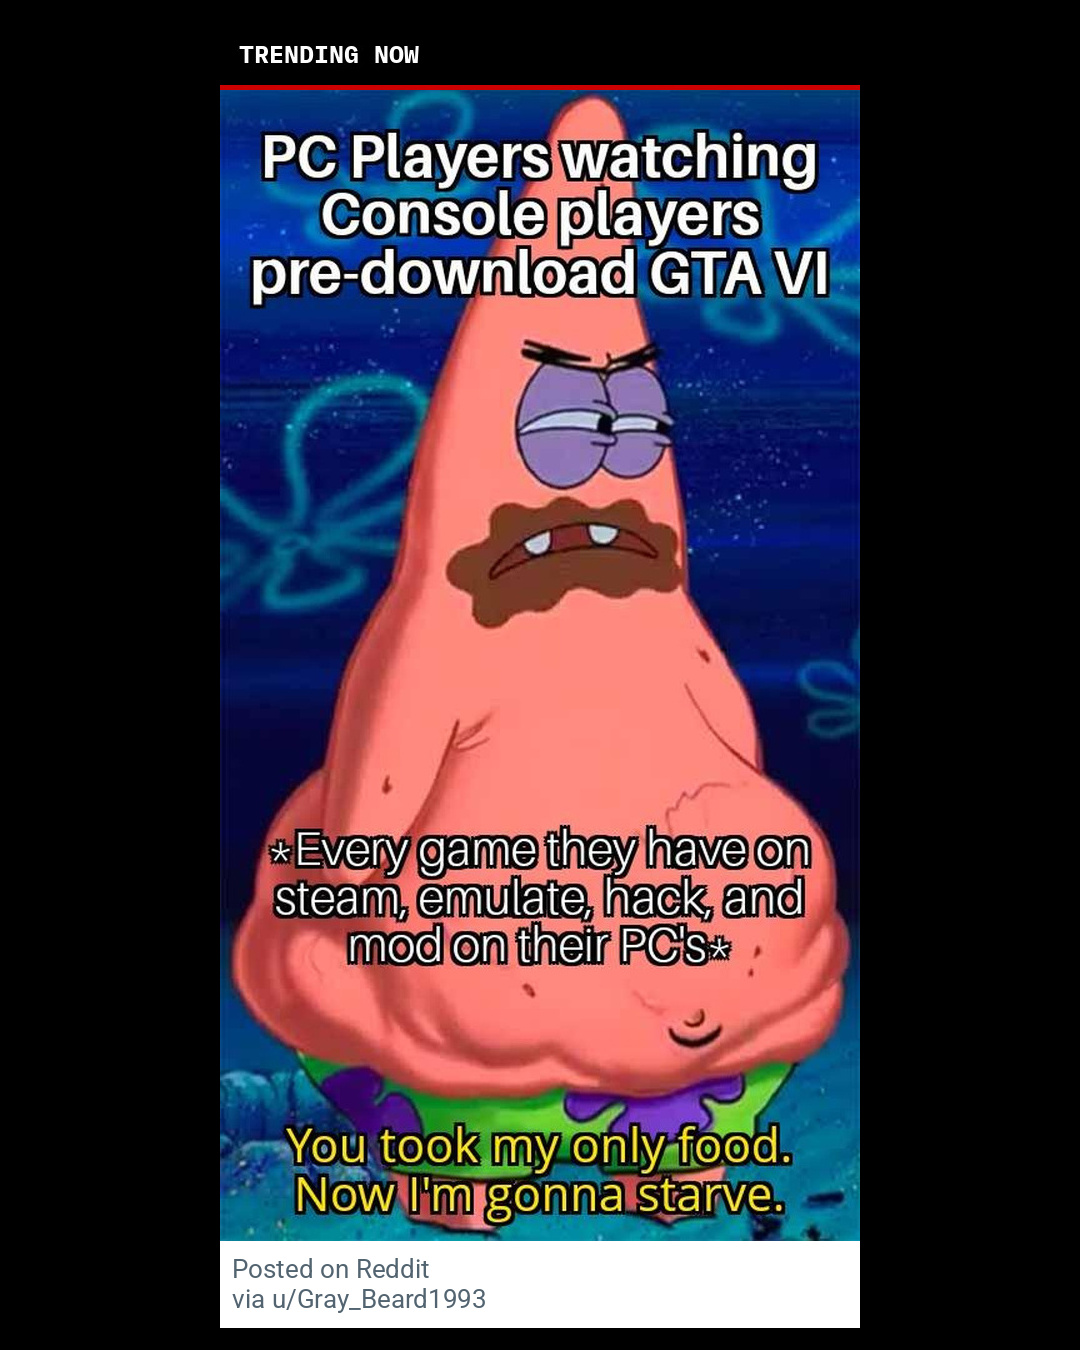 TRENDING NOW
PC Players watching
Console players
pre-download GTA VI
*Every game they have on
steam, emulate, hack, and
mod on their PC's*
You took my only food.
Now I'm gonna starve.
Posted on Reddit
via u/Gray_Beard1993